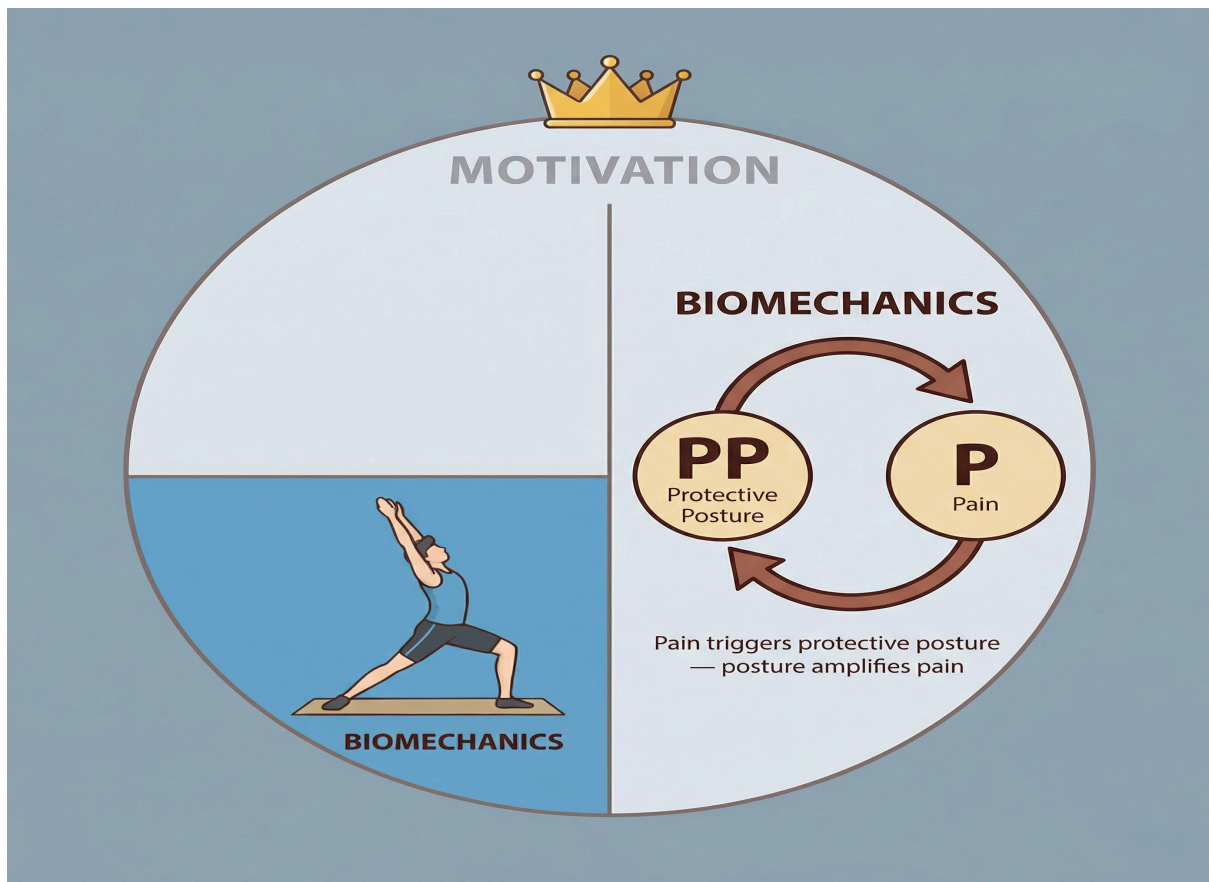 MOTIVATION
BIOMECHANICS
PP
Protective
Posture
P
Pain
Pain triggers protective posture
— posture amplifies pain
BIOMECHANICS